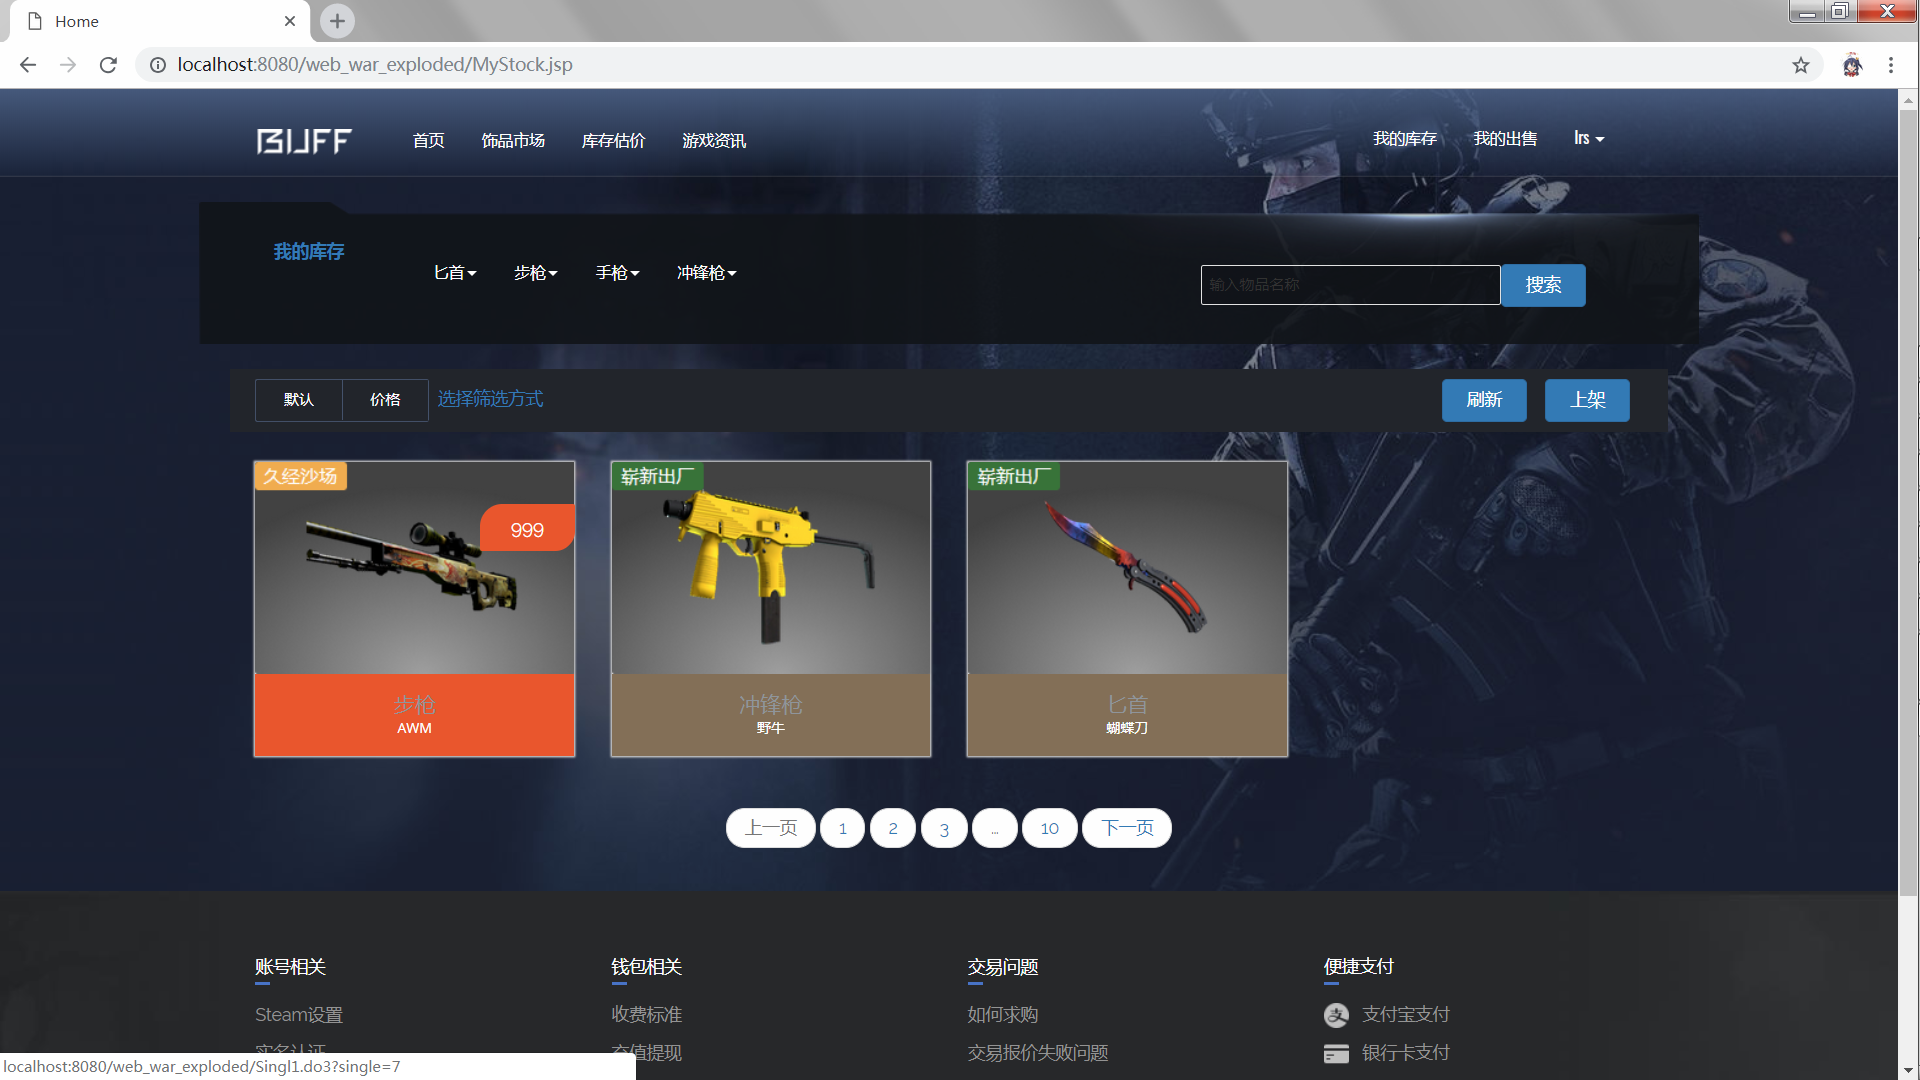 Home
localhost:8080/web_war_exploded/MyStock.jsp
BUFF
首页
饰品市场
库存估价
游戏资讯
我的库存
我的出售
lrs
我的库存
匕首
步枪
手枪
冲锋枪
输入物品名称
搜索
默认
价格
选择筛选方式
刷新
上架
久经沙场
999
步枪
AWM
崭新出厂
冲锋枪
野牛
崭新出厂
匕首
蝴蝶刀
上一页
1
2
3
...
10
下一页
账号相关
钱包相关
交易问题
便捷支付
Steam设置
收费标准
如何求购
支付宝支付
实名认证
充值提现
交易报价失败问题
银行卡支付
localhost:8080/web_war_exploded/Singl1.do3?single=7